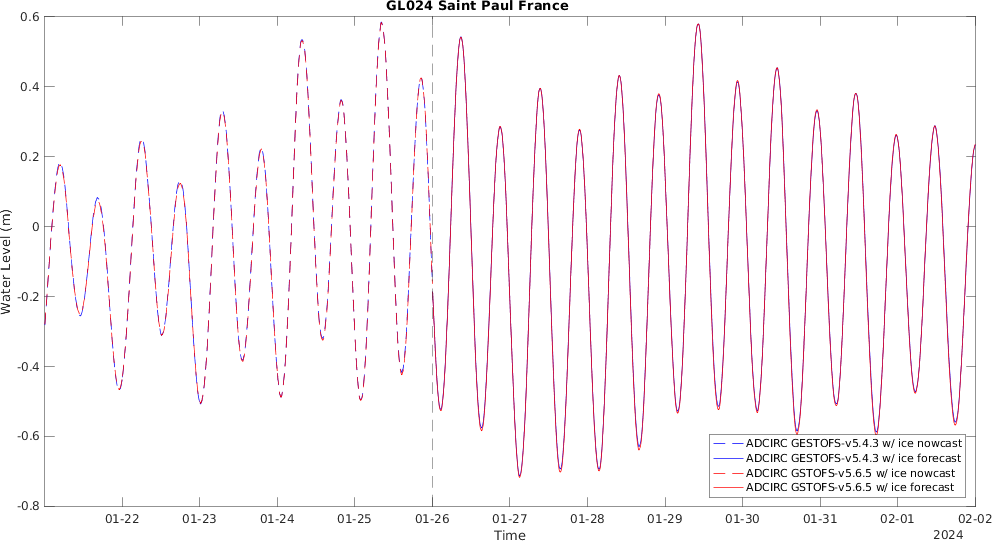 GL024 Saint Paul France
Water Level (m)
0.6
0.4
0.2
0
-0.2
-0.4
-0.6
-0.8
ADCIRC GESTOFS-v5.4.3 w/ ice nowcast
ADCIRC GSTOFS-v5.4.3 w/ ice forecast
ADCIRC GSTOFS-v5.6.5 w/ ice nowcast
ADCIRC GSTOFS-v5.6.5 w/ ice forecast
01-22 01-23 01-24 01-25 01-26 01-27 01-28 01-29 01-30 01-31 02-01 02-02
Time
2024